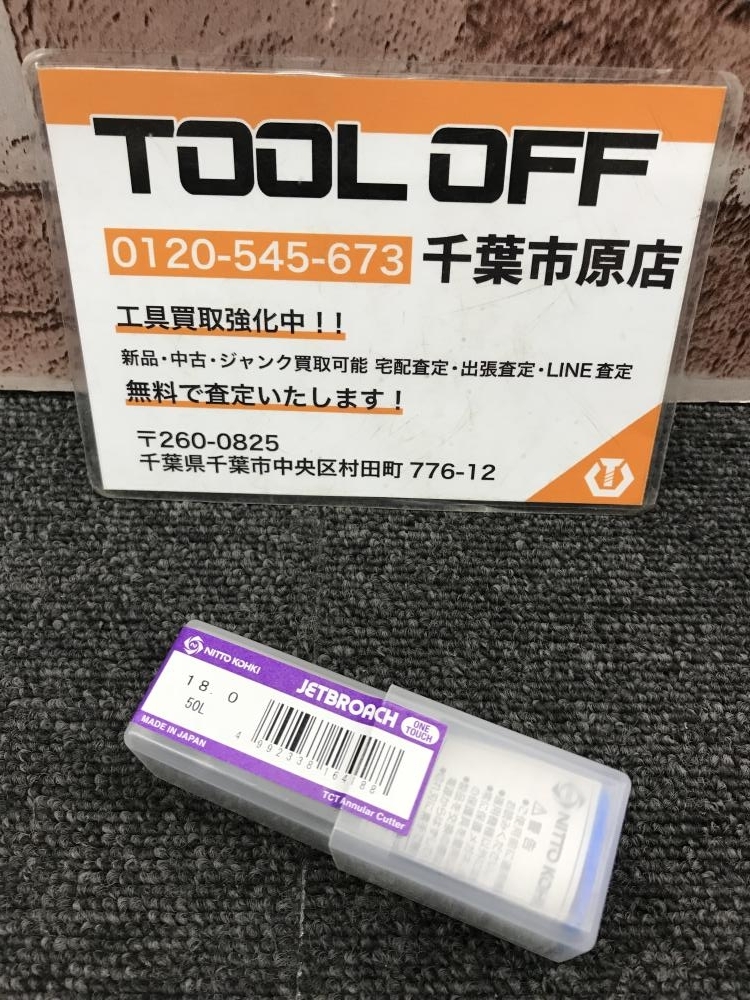 TOOL OFF
0120-545-673 千葉市原店
工具買取強化中!!
新品・中古・ジャンク買取可能 宅配査定・出張査定・LINE査定
無料で査定いたします!
〒260-0825
千葉県千葉市中央区村田町 776-12
NITTO KOHKI
18.0
JETBROACH
ONE TOUCH
50L
MADE IN JAPAN
TCT Annular Cutter
NITTO KOH